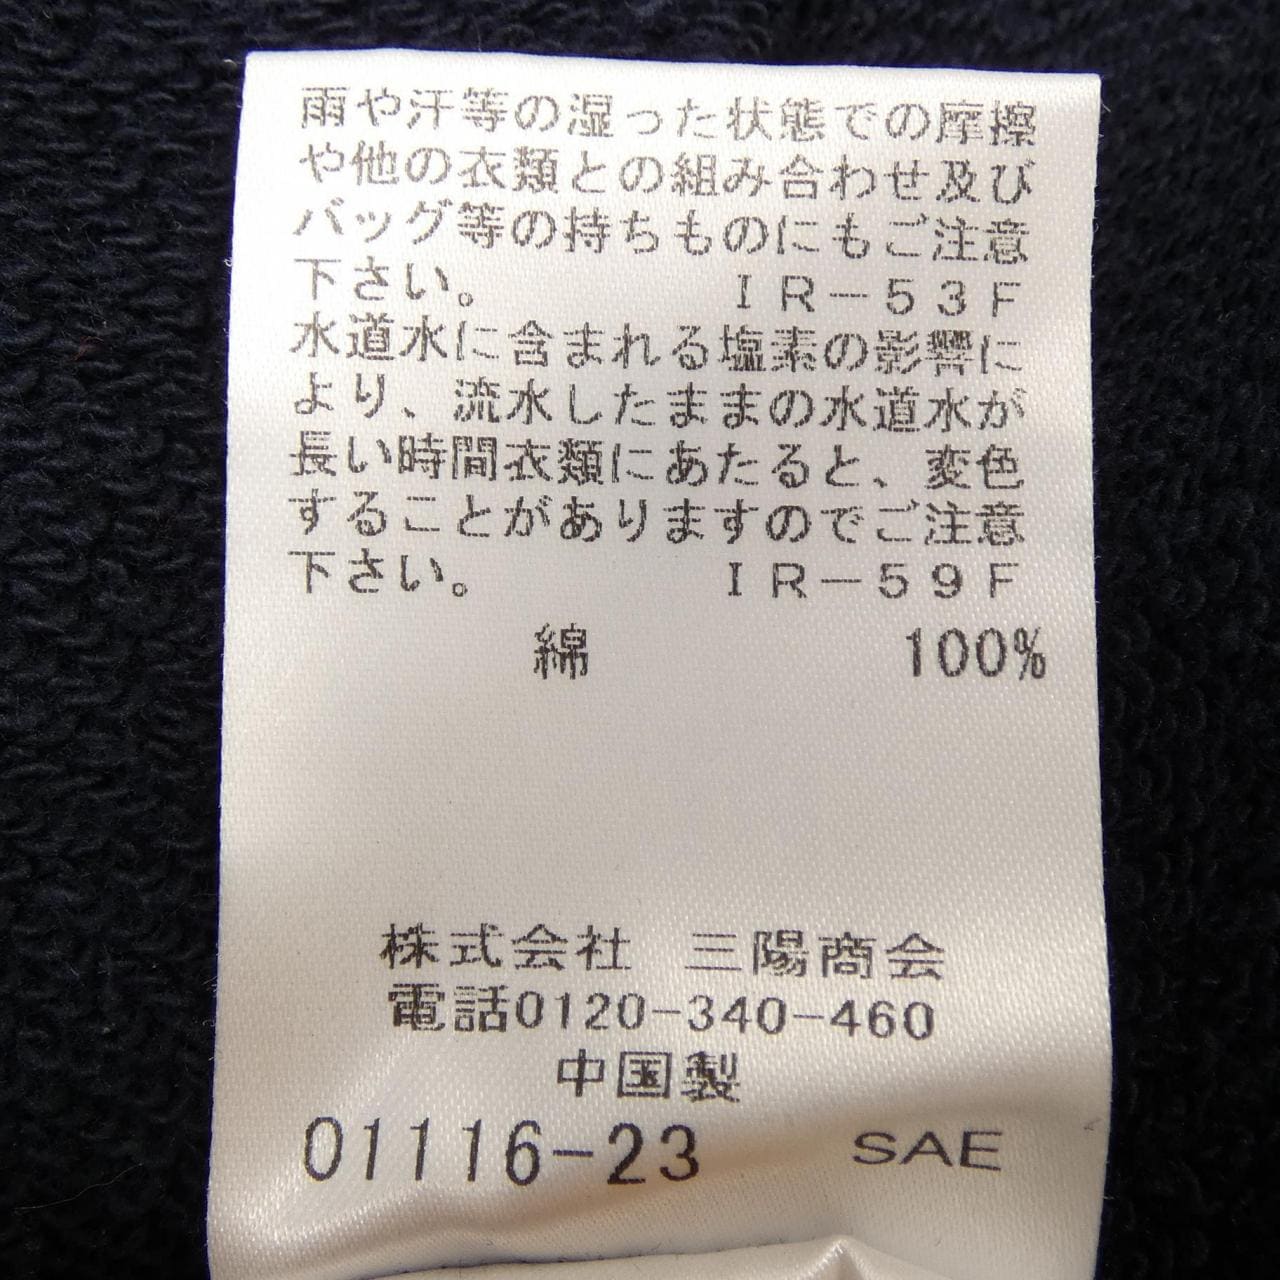 雨や汗等の湿った状態での摩擦
や他の衣類との組み合わせ及び
バッグ等の持ちものにもご注意
下さい。 IR-53F
水道水に含まれる塩素の影響に
より、流水したままの水道水が
長い時間衣類にあたると、変色
することがありますのでご注意
下さい。 IR-59F
綿 100%
株式会社 三陽商会
電話0120-340-460
中国製
01116-23 SAE